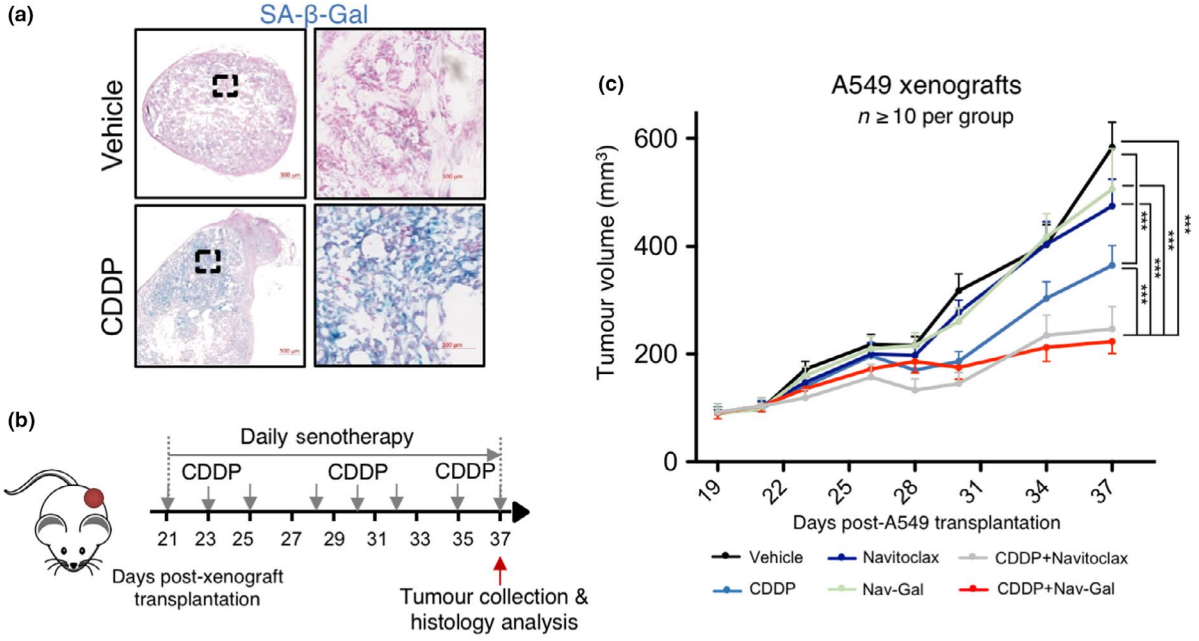 (a)
SA-β-Gal
Vehicle
500 μm
100 μm
CDDP
500 μm
100 μm
(b)
Daily senotherapy
CDDP CDDP CDDP
21 23 25 27 29 31 33 35 37
Days post-xenograft
transplantation
Tumour collection &
histology analysis
(c)
A549 xenografts
n ≥ 10 per group
Tumour volume (mm³)
600
400
200
0
19 22 25 28 31 34 37
Days post-A549 transplantation
*** *** *** *** ***
Vehicle Navitoclax CDDP+Navitoclax
CDDP Nav-Gal CDDP+Nav-Gal